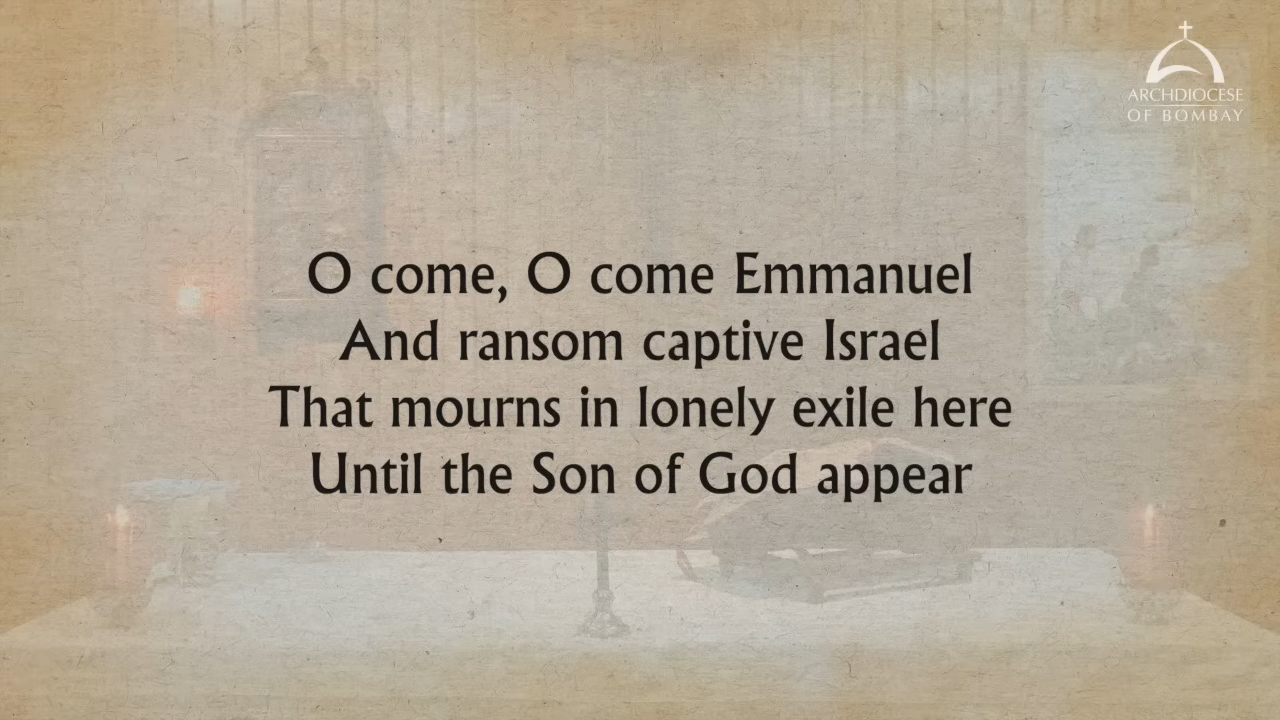 ARCHDIOCESE
OF BOMBAY
O come, O come Emmanuel
And ransom captive Israel
That mourns in lonely exile here
Until the Son of God appear